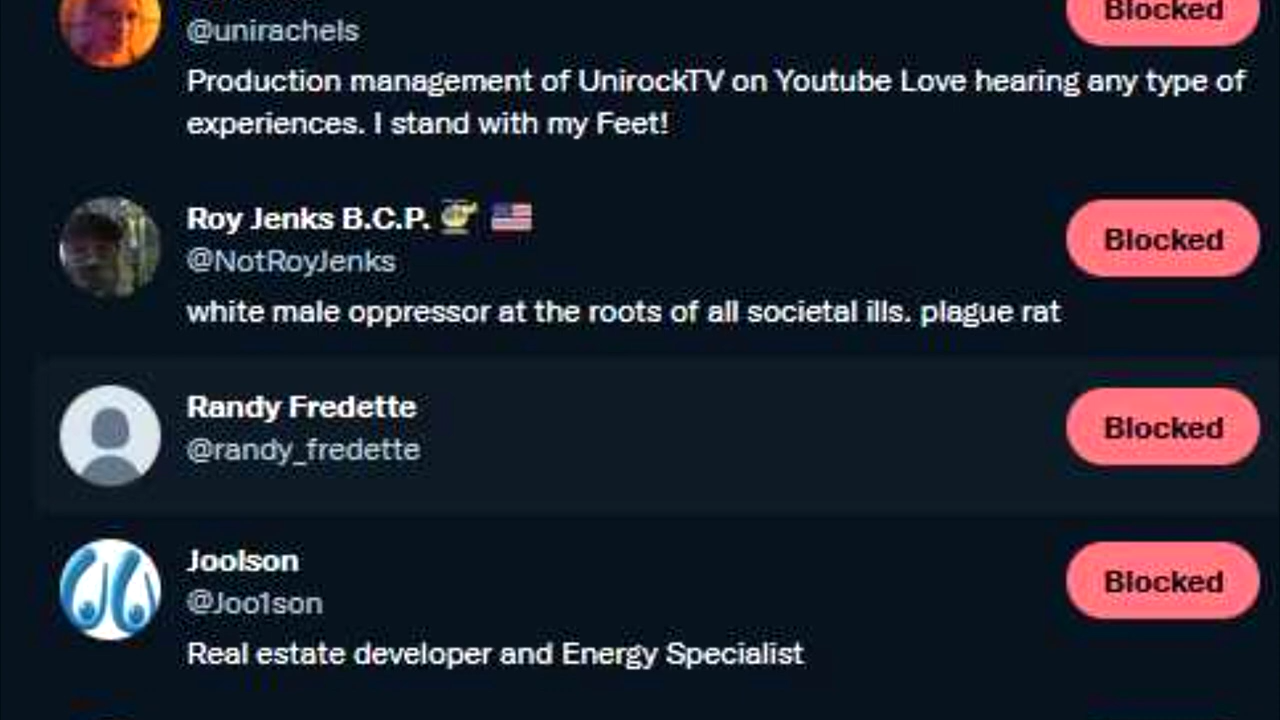 Blocked
@unirachels
Production management of UnirockTV on Youtube Love hearing any type of
experiences. I stand with my Feet!
Roy Jenks B.C.P. 🚁 🇺🇸
Blocked
@NotRoyJenks
white male oppressor at the roots of all societal ills. plague rat
Randy Fredette
Blocked
@randy_fredette
Joolson
Blocked
@Joo1son
Real estate developer and Energy Specialist